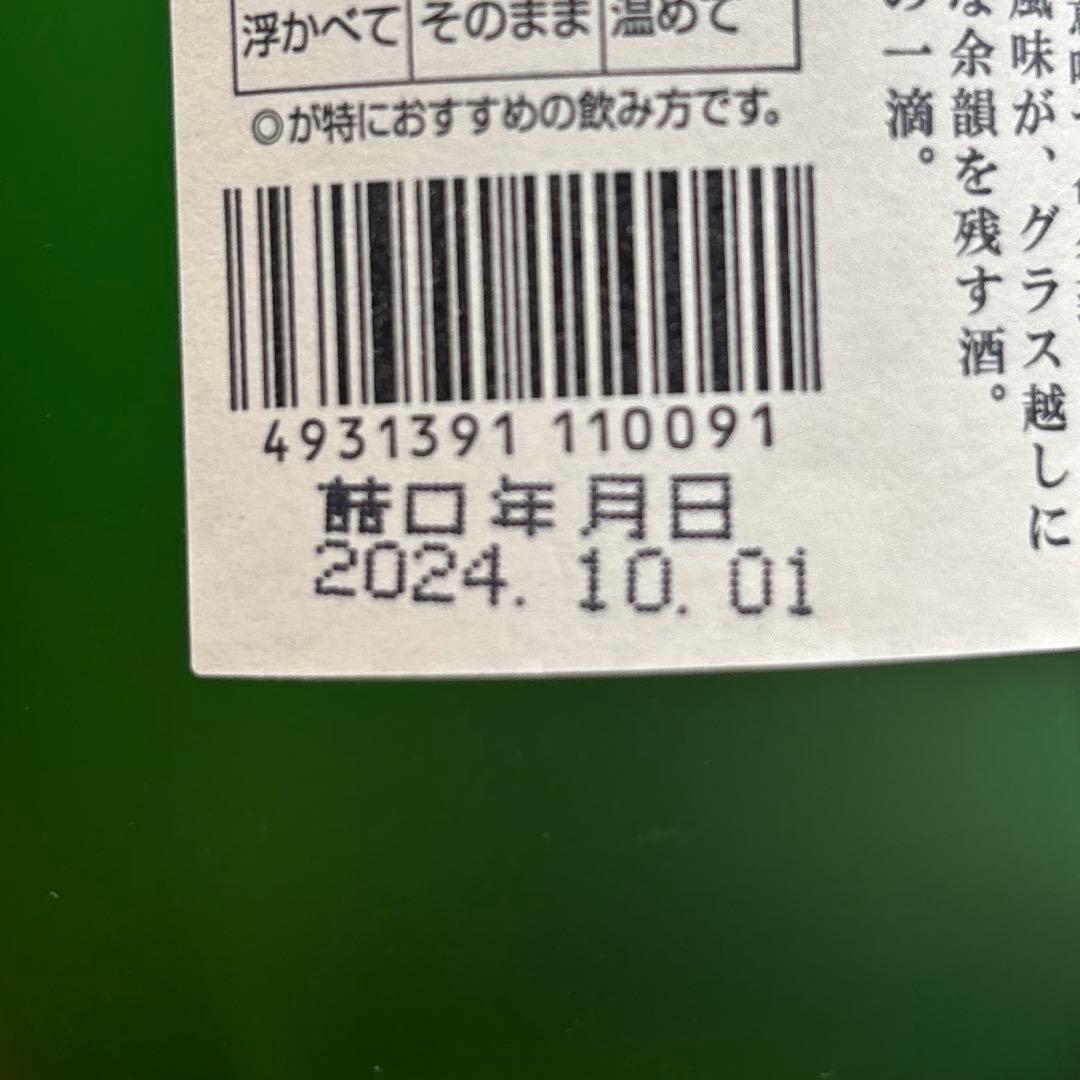 浮かべて
そのまま
温めて
◎が特におすすめの飲み方です。
4931391 110091
詰口年月日
2024. 10. 01
風味が、グラス越しに
な余韻を残す酒。
の一滴。